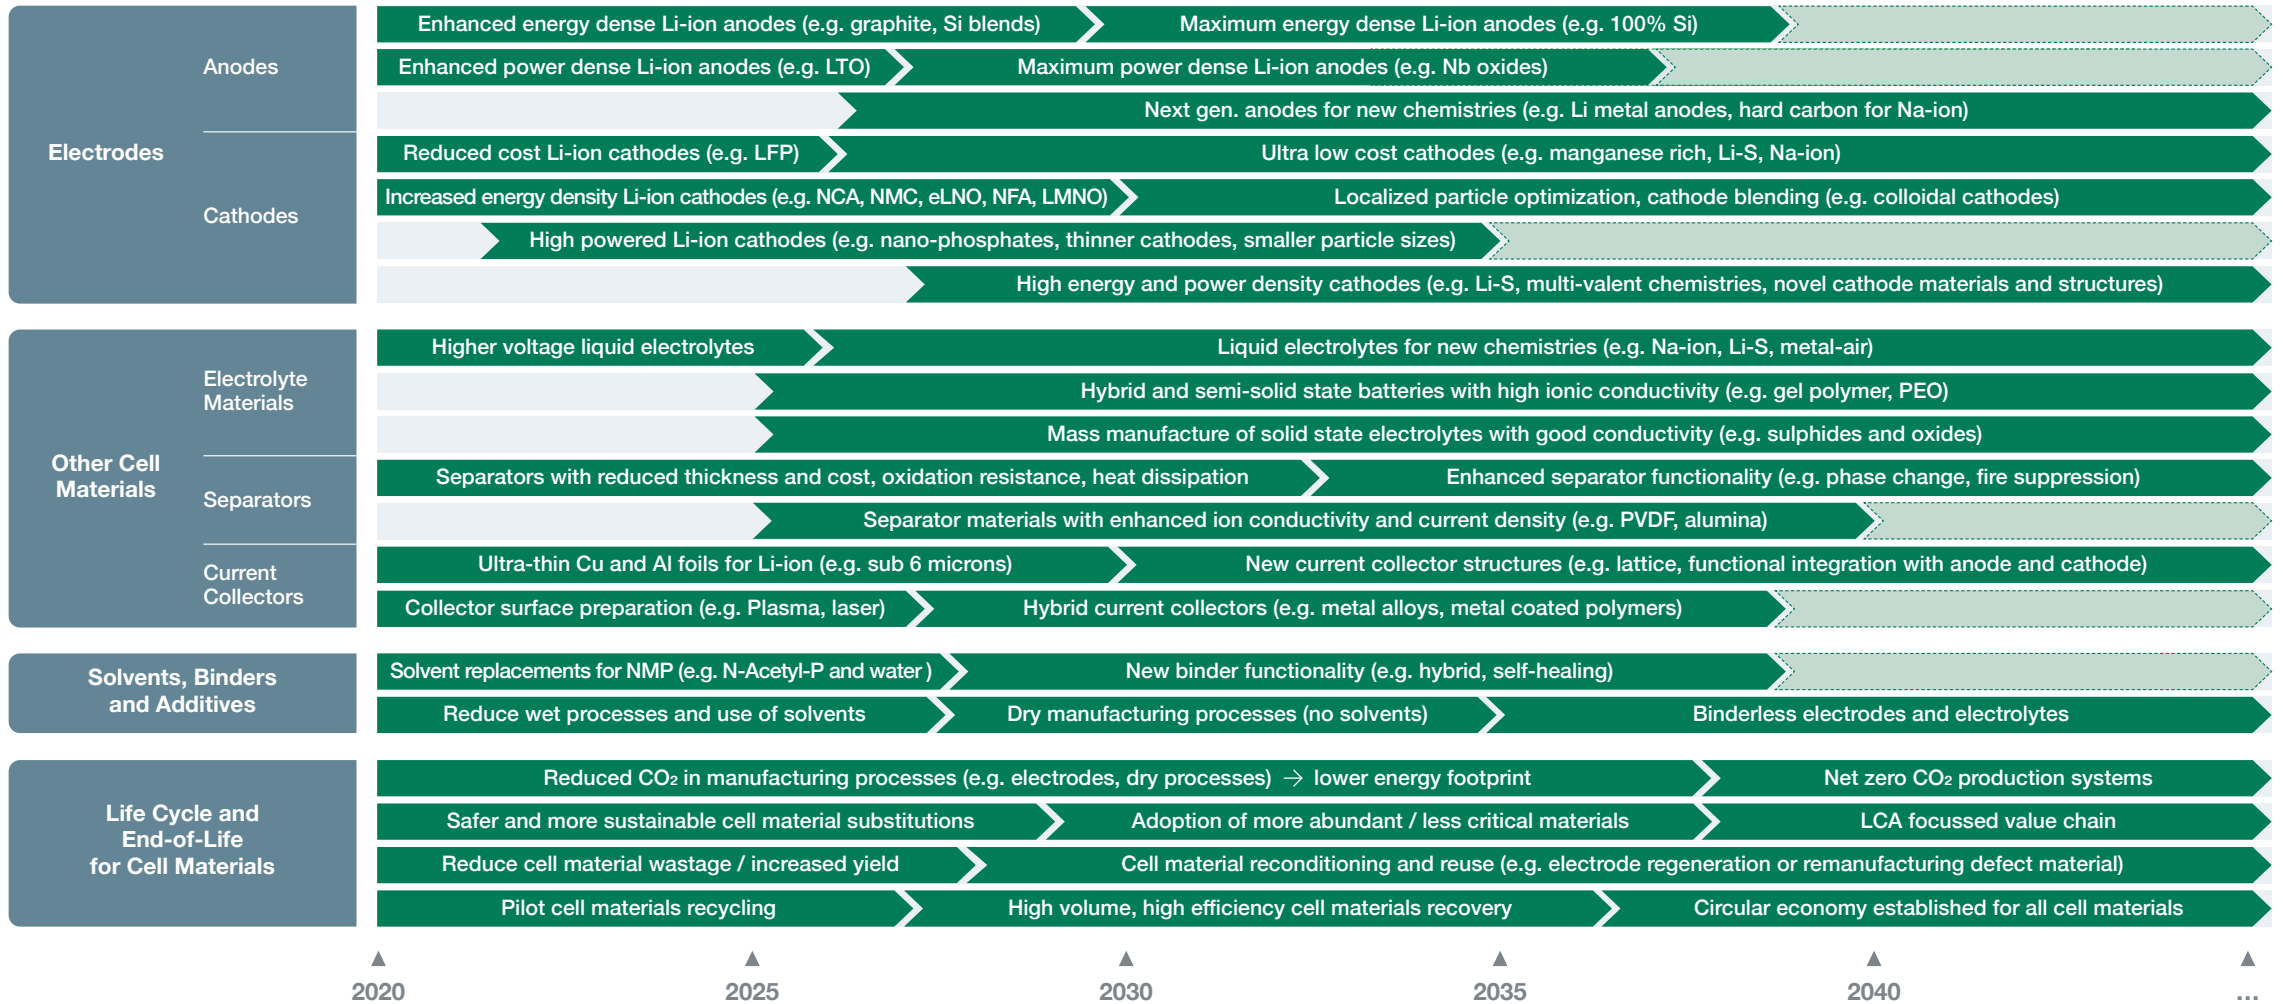 Electrodes
Anodes
Enhanced energy dense Li-ion anodes (e.g. graphite, Si blends)
Maximum energy dense Li-ion anodes (e.g. 100% Si)
Enhanced power dense Li-ion anodes (e.g. LTO)
Maximum power dense Li-ion anodes (e.g. Nb oxides)
Next gen. anodes for new chemistries (e.g. Li metal anodes, hard carbon for Na-ion)
Cathodes
Reduced cost Li-ion cathodes (e.g. LFP)
Ultra low cost cathodes (e.g. manganese rich, Li-S, Na-ion)
Increased energy density Li-ion cathodes (e.g. NCA, NMC, eLNO, NFA, LMNO)
Localized particle optimization, cathode blending (e.g. colloidal cathodes)
High powered Li-ion cathodes (e.g. nano-phosphates, thinner cathodes, smaller particle sizes)
High energy and power density cathodes (e.g. Li-S, multi-valent chemistries, novel cathode materials and structures)
Other Cell
Materials
Electrolyte
Materials
Higher voltage liquid electrolytes
Liquid electrolytes for new chemistries (e.g. Na-ion, Li-S, metal-air)
Hybrid and semi-solid state batteries with high ionic conductivity (e.g. gel polymer, PEO)
Mass manufacture of solid state electrolytes with good conductivity (e.g. sulphides and oxides)
Separators
Separators with reduced thickness and cost, oxidation resistance, heat dissipation
Enhanced separator functionality (e.g. phase change, fire suppression)
Separator materials with enhanced ion conductivity and current density (e.g. PVDF, alumina)
Current
Collectors
Ultra-thin Cu and Al foils for Li-ion (e.g. sub 6 microns)
New current collector structures (e.g. lattice, functional integration with anode and cathode)
Collector surface preparation (e.g. Plasma, laser)
Hybrid current collectors (e.g. metal alloys, metal coated polymers)
Solvents, Binders
and Additives
Solvent replacements for NMP (e.g. N-Acetyl-P and water )
New binder functionality (e.g. hybrid, self-healing)
Reduce wet processes and use of solvents
Dry manufacturing processes (no solvents)
Binderless electrodes and electrolytes
Life Cycle and
End-of-Life
for Cell Materials
Reduced CO₂ in manufacturing processes (e.g. electrodes, dry processes) → lower energy footprint
Net zero CO₂ production systems
Safer and more sustainable cell material substitutions
Adoption of more abundant / less critical materials
LCA focussed value chain
Reduce cell material wastage / increased yield
Cell material reconditioning and reuse (e.g. electrode regeneration or remanufacturing defect material)
Pilot cell materials recycling
High volume, high efficiency cell materials recovery
Circular economy established for all cell materials
2020
2025
2030
2035
2040
...